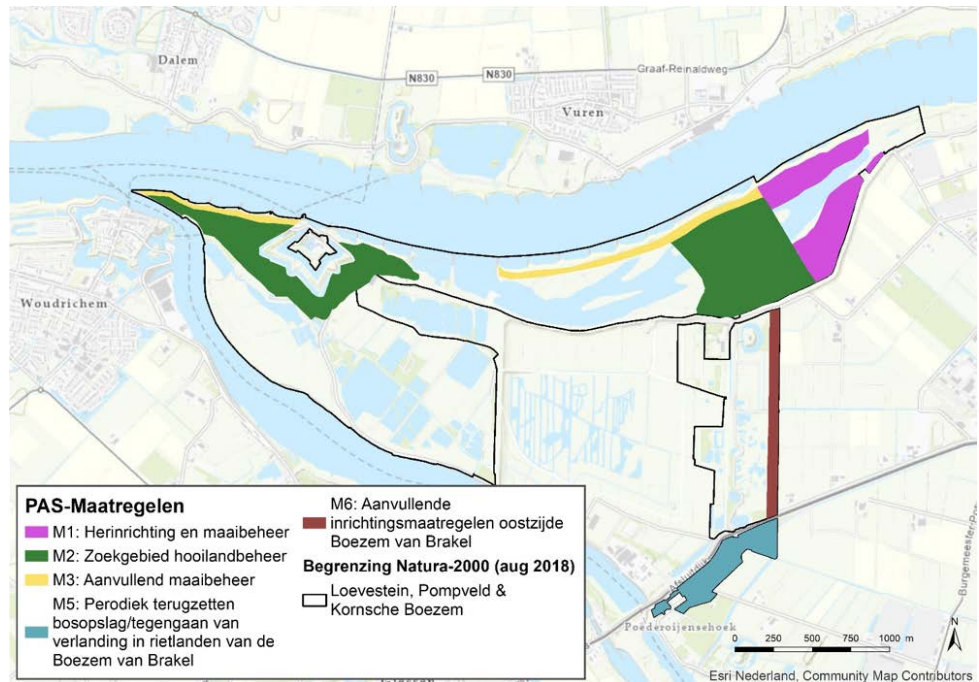 Dalem
N830
N830
Graaf-Reinaldweg
Vuren
Woudrichem
PAS-Maatregelen
M1: Herinrichting en maaibeheer
M2: Zoekgebied hooilandbeheer
M3: Aanvullend maaibeheer
M5: Perodiek terugzetten
bosopslag/tegengaan van
verlanding in rietlanden van de
Boezem van Brakel
M6: Aanvullende
inrichtingsmaatregelen oostzijde
Boezem van Brakel
Begrenzing Natura-2000 (aug 2018)
Loevestein, Pompveld &
Kornsche Boezem
Afsluitdijk
Poederoijensehoek
0 250 500 750 1000 m
N
Esri Nederland, Community Map Contributors